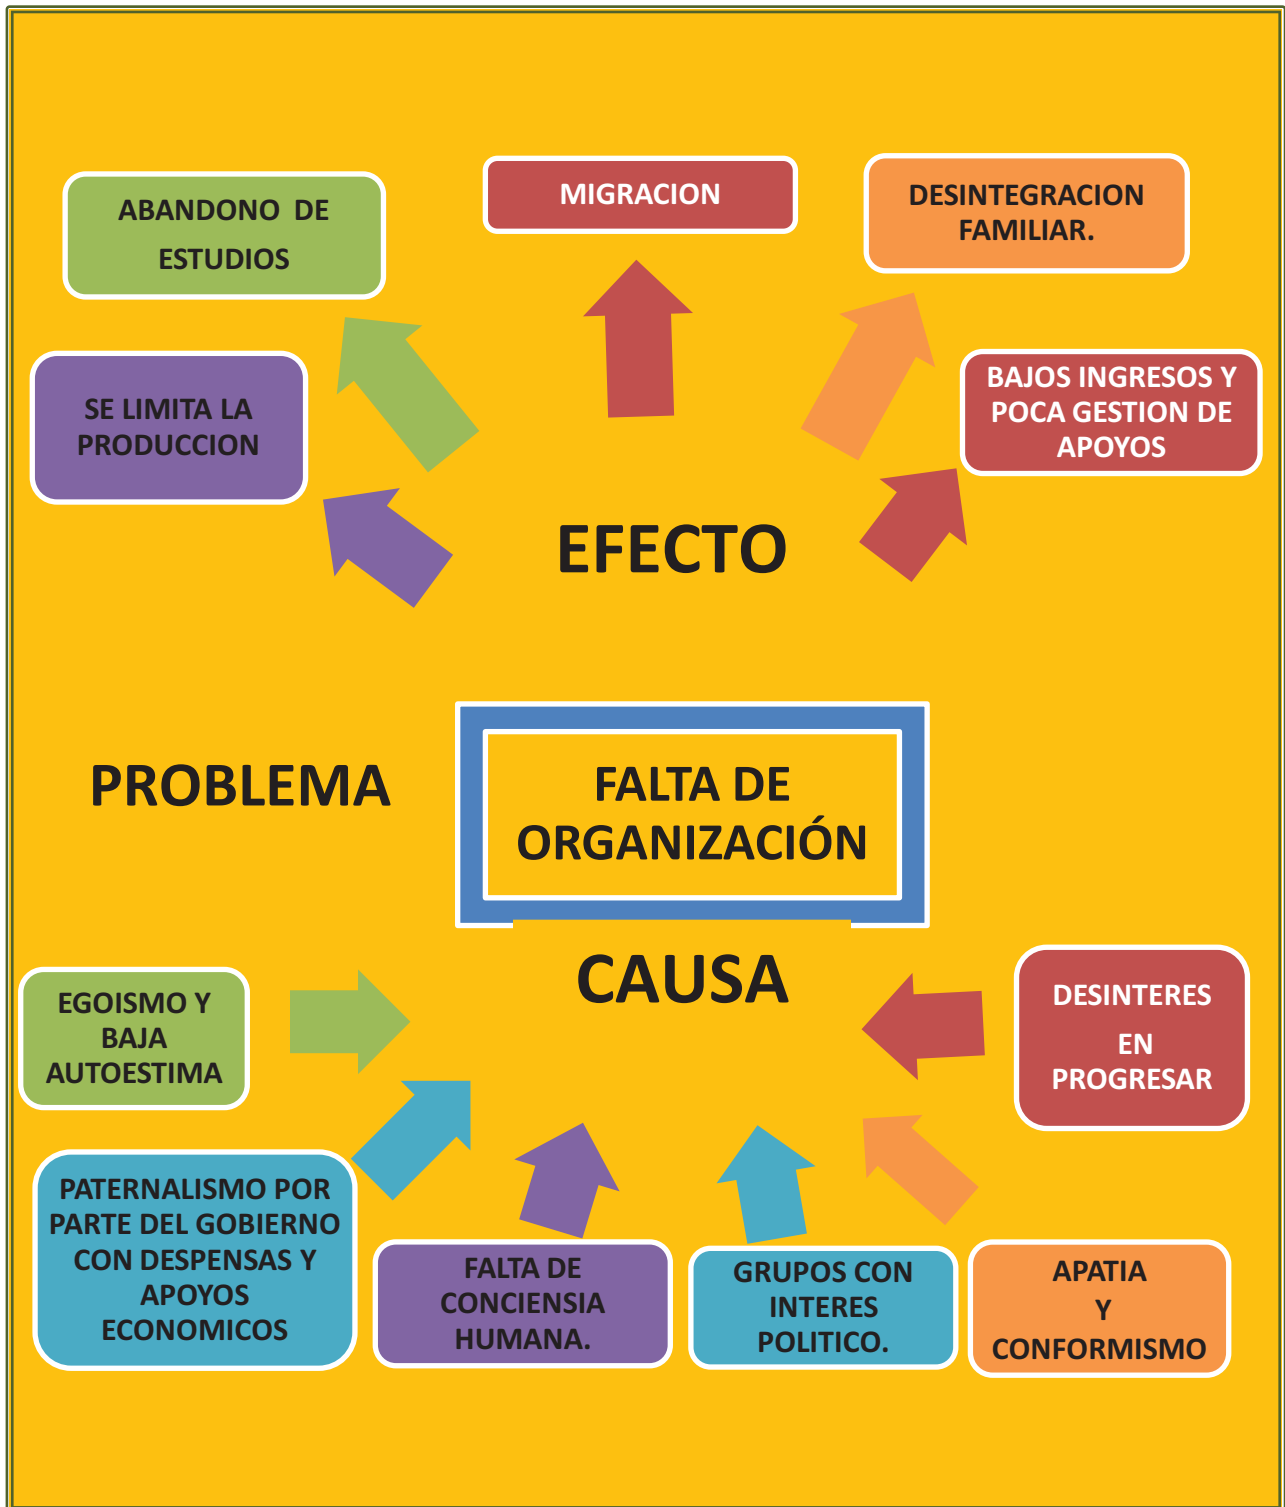 MIGRACION
ABANDONO DE
ESTUDIOS
DESINTEGRACION
FAMILIAR.
SE LIMITA LA
PRODUCCION
BAJOS INGRESOS Y
POCA GESTION DE
APOYOS
EFECTO
PROBLEMA
FALTA DE
ORGANIZACIÓN
CAUSA
EGOISMO Y
BAJA
AUTOESTIMA
DESINTERES
EN
PROGRESAR
PATERNALISMO POR
PARTE DEL GOBIERNO
CON DESPENSAS Y
APOYOS
ECONOMICOS
FALTA DE
CONCIENSIA
HUMANA.
GRUPOS CON
INTERES
POLITICO.
APATIA
Y
CONFORMISMO